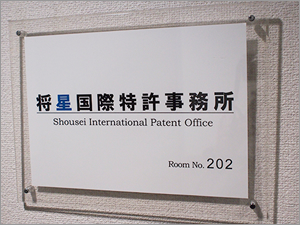 将星国際特許事務所
Shousei International Patent Office
Room No. 202